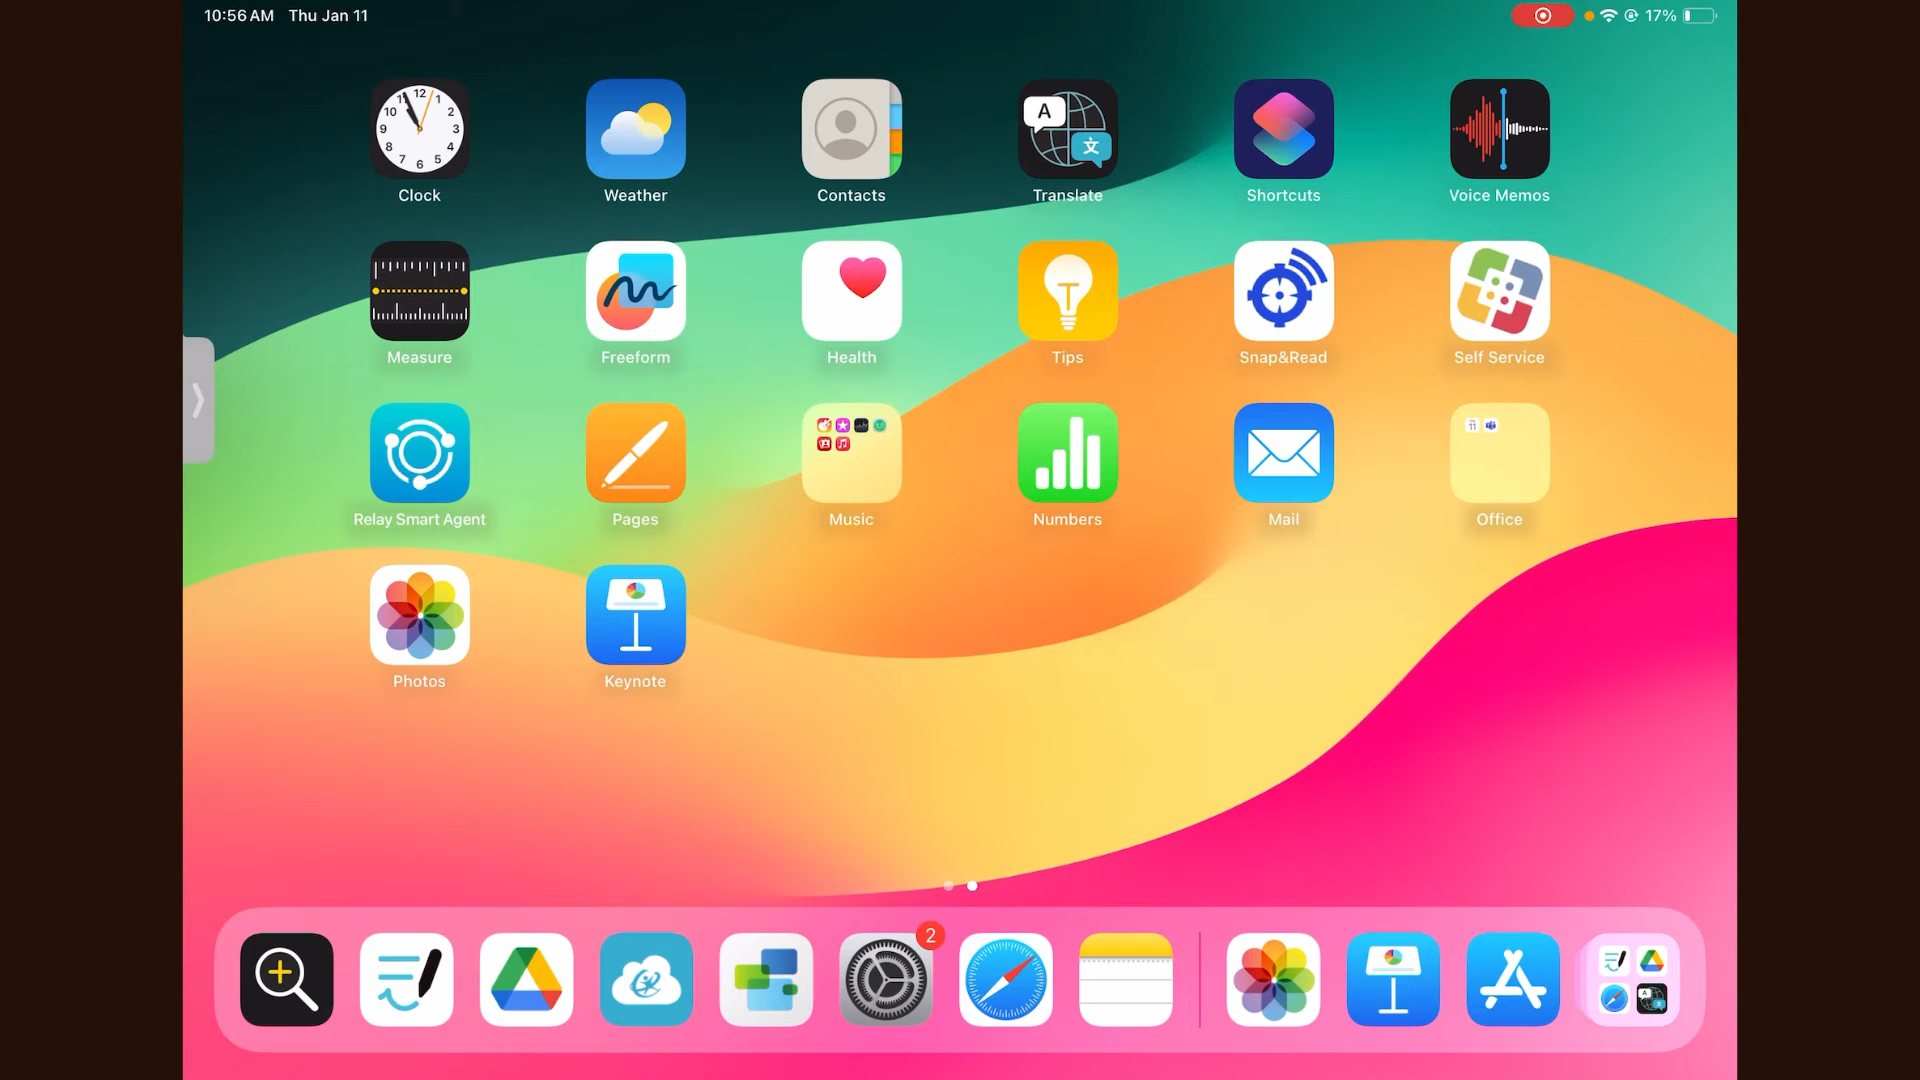 10:56 AM Thu Jan 11
17%
Clock
Weather
Contacts
Translate
Shortcuts
Voice Memos
Measure
Freeform
Health
Tips
Snap&Read
Self Service
Relay Smart Agent
Pages
Music
Numbers
Mail
Office
Photos
Keynote
2